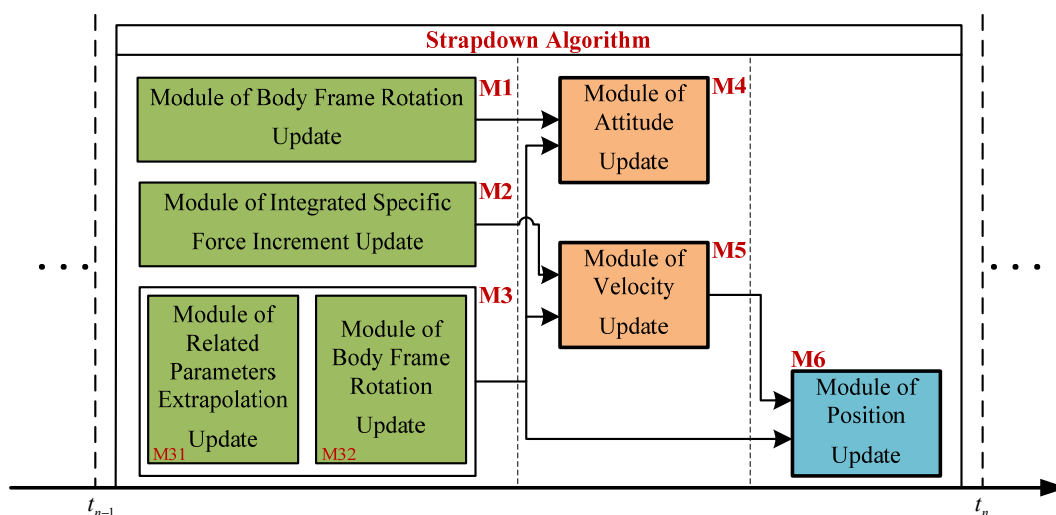 Strapdown Algorithm
M1
Module of Body Frame Rotation
Update
M2
Module of Integrated Specific
Force Increment Update
M3
Module of
Related
Parameters
Extrapolation
Update
M31
Module of
Body Frame
Rotation
Update
M32
M4
Module of
Attitude
Update
M5
Module of
Velocity
Update
M6
Module of
Position
Update
. . .
. . .
t_{n-1}
t_n